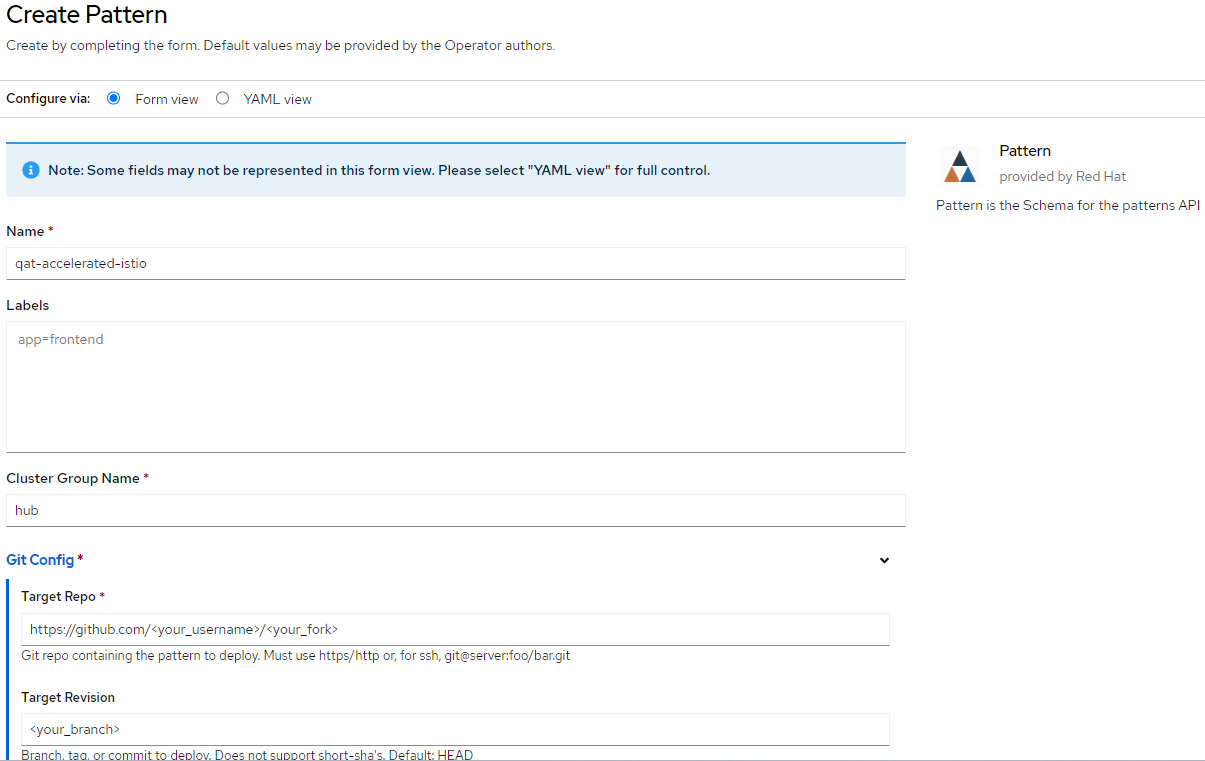 Create Pattern
Create by completing the form. Default values may be provided by the Operator authors.
Configure via: Form view YAML view
Note: Some fields may not be represented in this form view. Please select "YAML view" for full control.
Pattern
provided by Red Hat
Pattern is the Schema for the patterns API
Name *
qat-accelerated-istio
Labels
app=frontend
Cluster Group Name *
hub
Git Config *
Target Repo *
https://github.com/<your_username>/<your_fork>
Git repo containing the pattern to deploy. Must use https/http or, for ssh, git@server:foo/bar.git
Target Revision
<your_branch>
Branch, tag, or commit to deploy. Does not support short-sha's. Default: HEAD